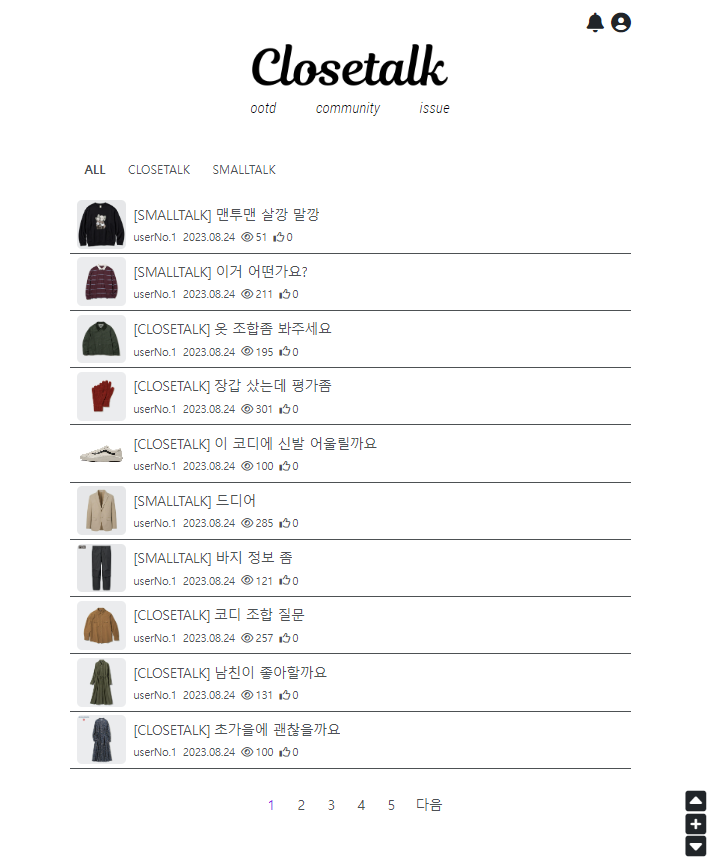 Closetalk
ootd community issue
ALL CLOSETALK SMALLTALK
[SMALLTALK] 맨투맨 살깡 말깡
userNo.1 2023.08.24 51 0
[SMALLTALK] 이거 어떤가요?
userNo.1 2023.08.24 211 0
[CLOSETALK] 옷 조합좀 봐주세요
userNo.1 2023.08.24 195 0
[CLOSETALK] 장갑 샀는데 평가좀
userNo.1 2023.08.24 301 0
[CLOSETALK] 이 코디에 신발 어울릴까요
userNo.1 2023.08.24 100 0
[SMALLTALK] 드디어
userNo.1 2023.08.24 285 0
[SMALLTALK] 바지 정보 좀
userNo.1 2023.08.24 121 0
[CLOSETALK] 코디 조합 질문
userNo.1 2023.08.24 257 0
[CLOSETALK] 남친이 좋아할까요
userNo.1 2023.08.24 131 0
[CLOSETALK] 초가을에 괜찮을까요
userNo.1 2023.08.24 100 0
1 2 3 4 5 다음